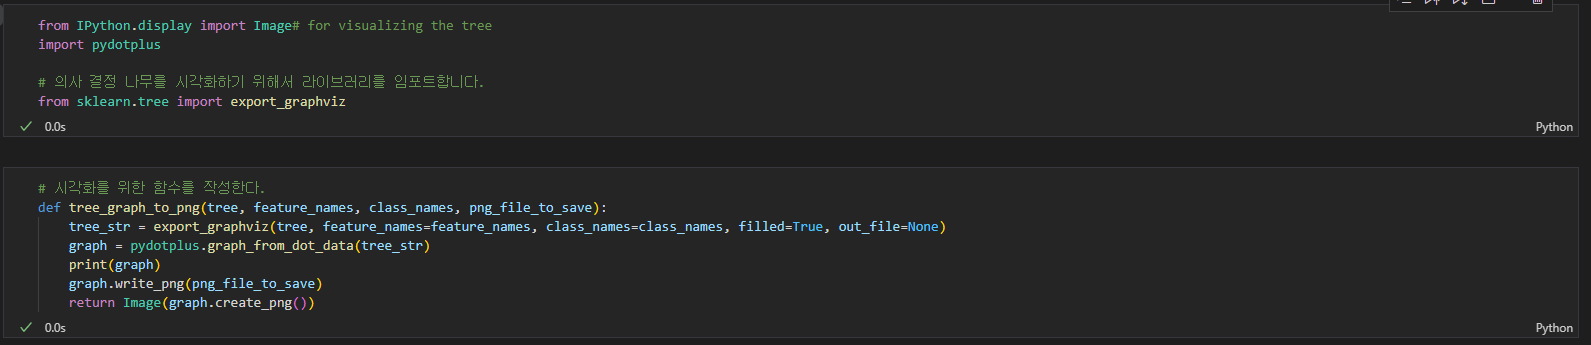 from IPython.display import Image# for visualizing the tree
import pydotplus
# 의사 결정 나무를 시각화하기 위해서 라이브러리를 임포트합니다.
from sklearn.tree import export_graphviz
0.0s
Python
# 시각화를 위한 함수를 작성한다.
def tree_graph_to_png(tree, feature_names, class_names, png_file_to_save):
    tree_str = export_graphviz(tree, feature_names=feature_names, class_names=class_names, filled=True, out_file=None)
    graph = pydotplus.graph_from_dot_data(tree_str)
    print(graph)
    graph.write_png(png_file_to_save)
    return Image(graph.create_png())
0.0s
Python